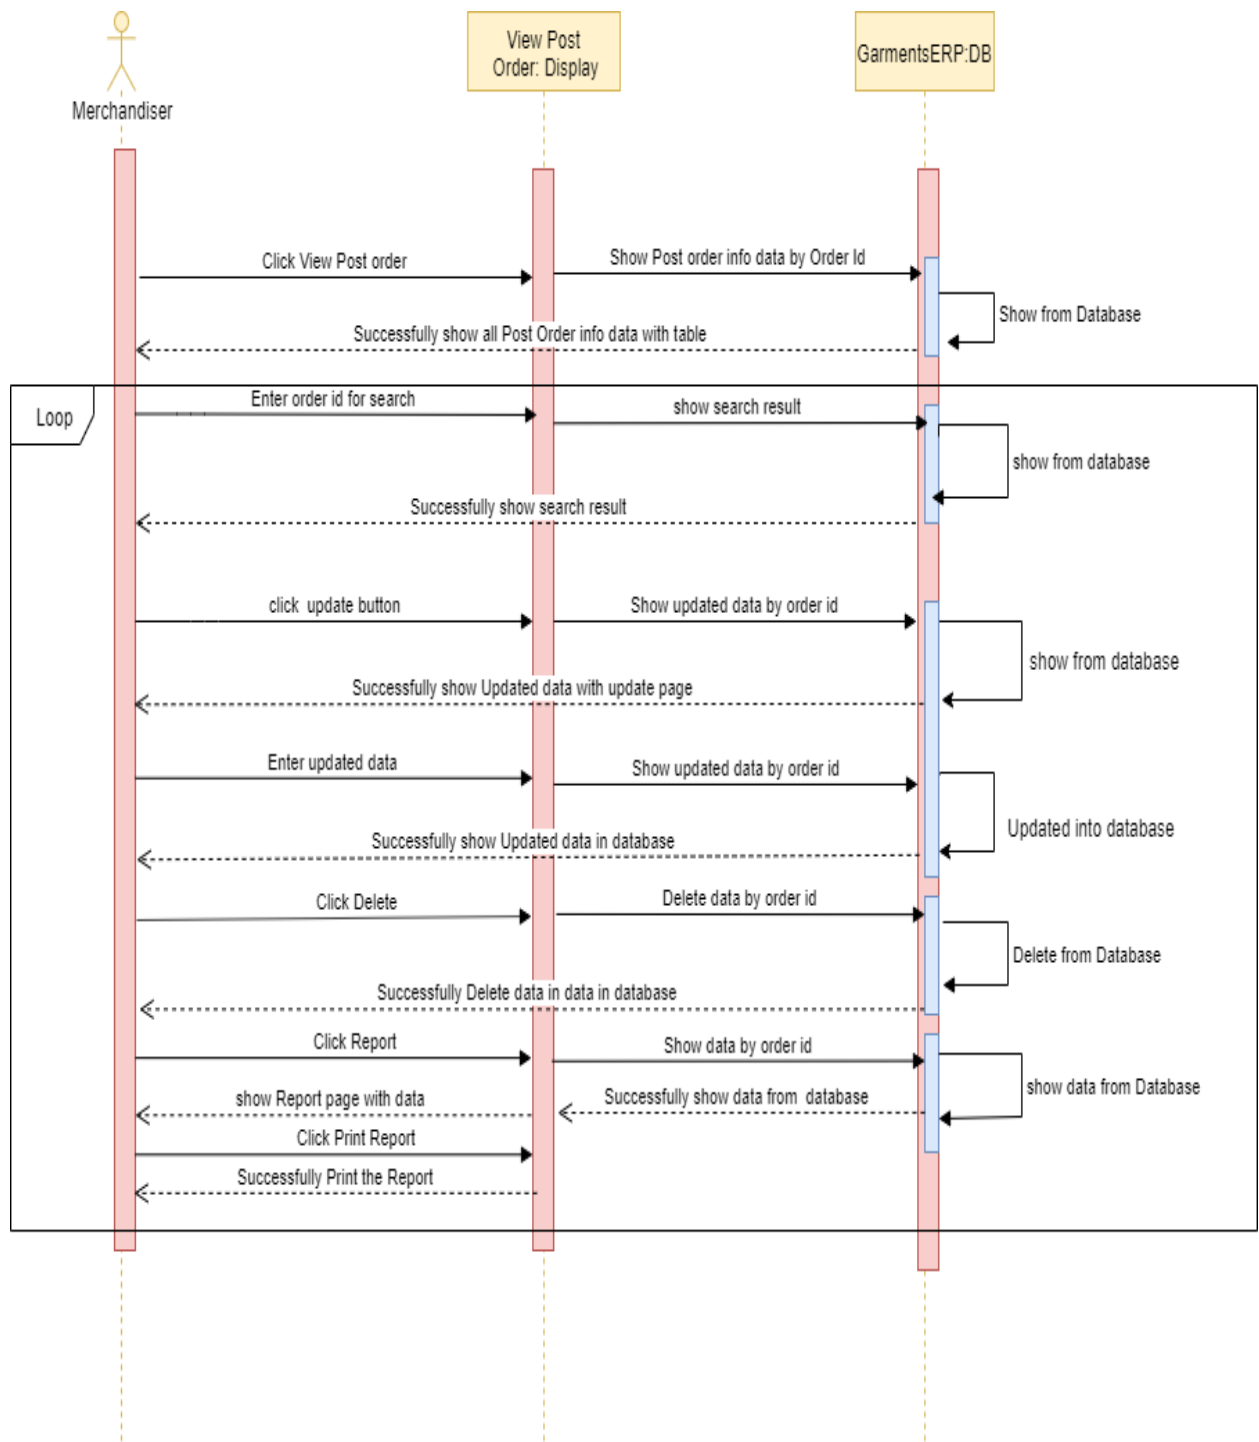 View Post
Order: Display
GarmentsERP:DB
Merchandiser
Click View Post order
Show Post order info data by Order Id
Show from Database
Successfully show all Post Order info data with table
Loop
Enter order id for search
show search result
show from database
Successfully show search result
click update button
Show updated data by order id
show from database
Successfully show Updated data with update page
Enter updated data
Show updated data by order id
Updated into database
Successfully show Updated data in database
Click Delete
Delete data by order id
Delete from Database
Successfully Delete data in data in database
Click Report
Show data by order id
show data from Database
show Report page with data
Successfully show data from database
Click Print Report
Successfully Print the Report